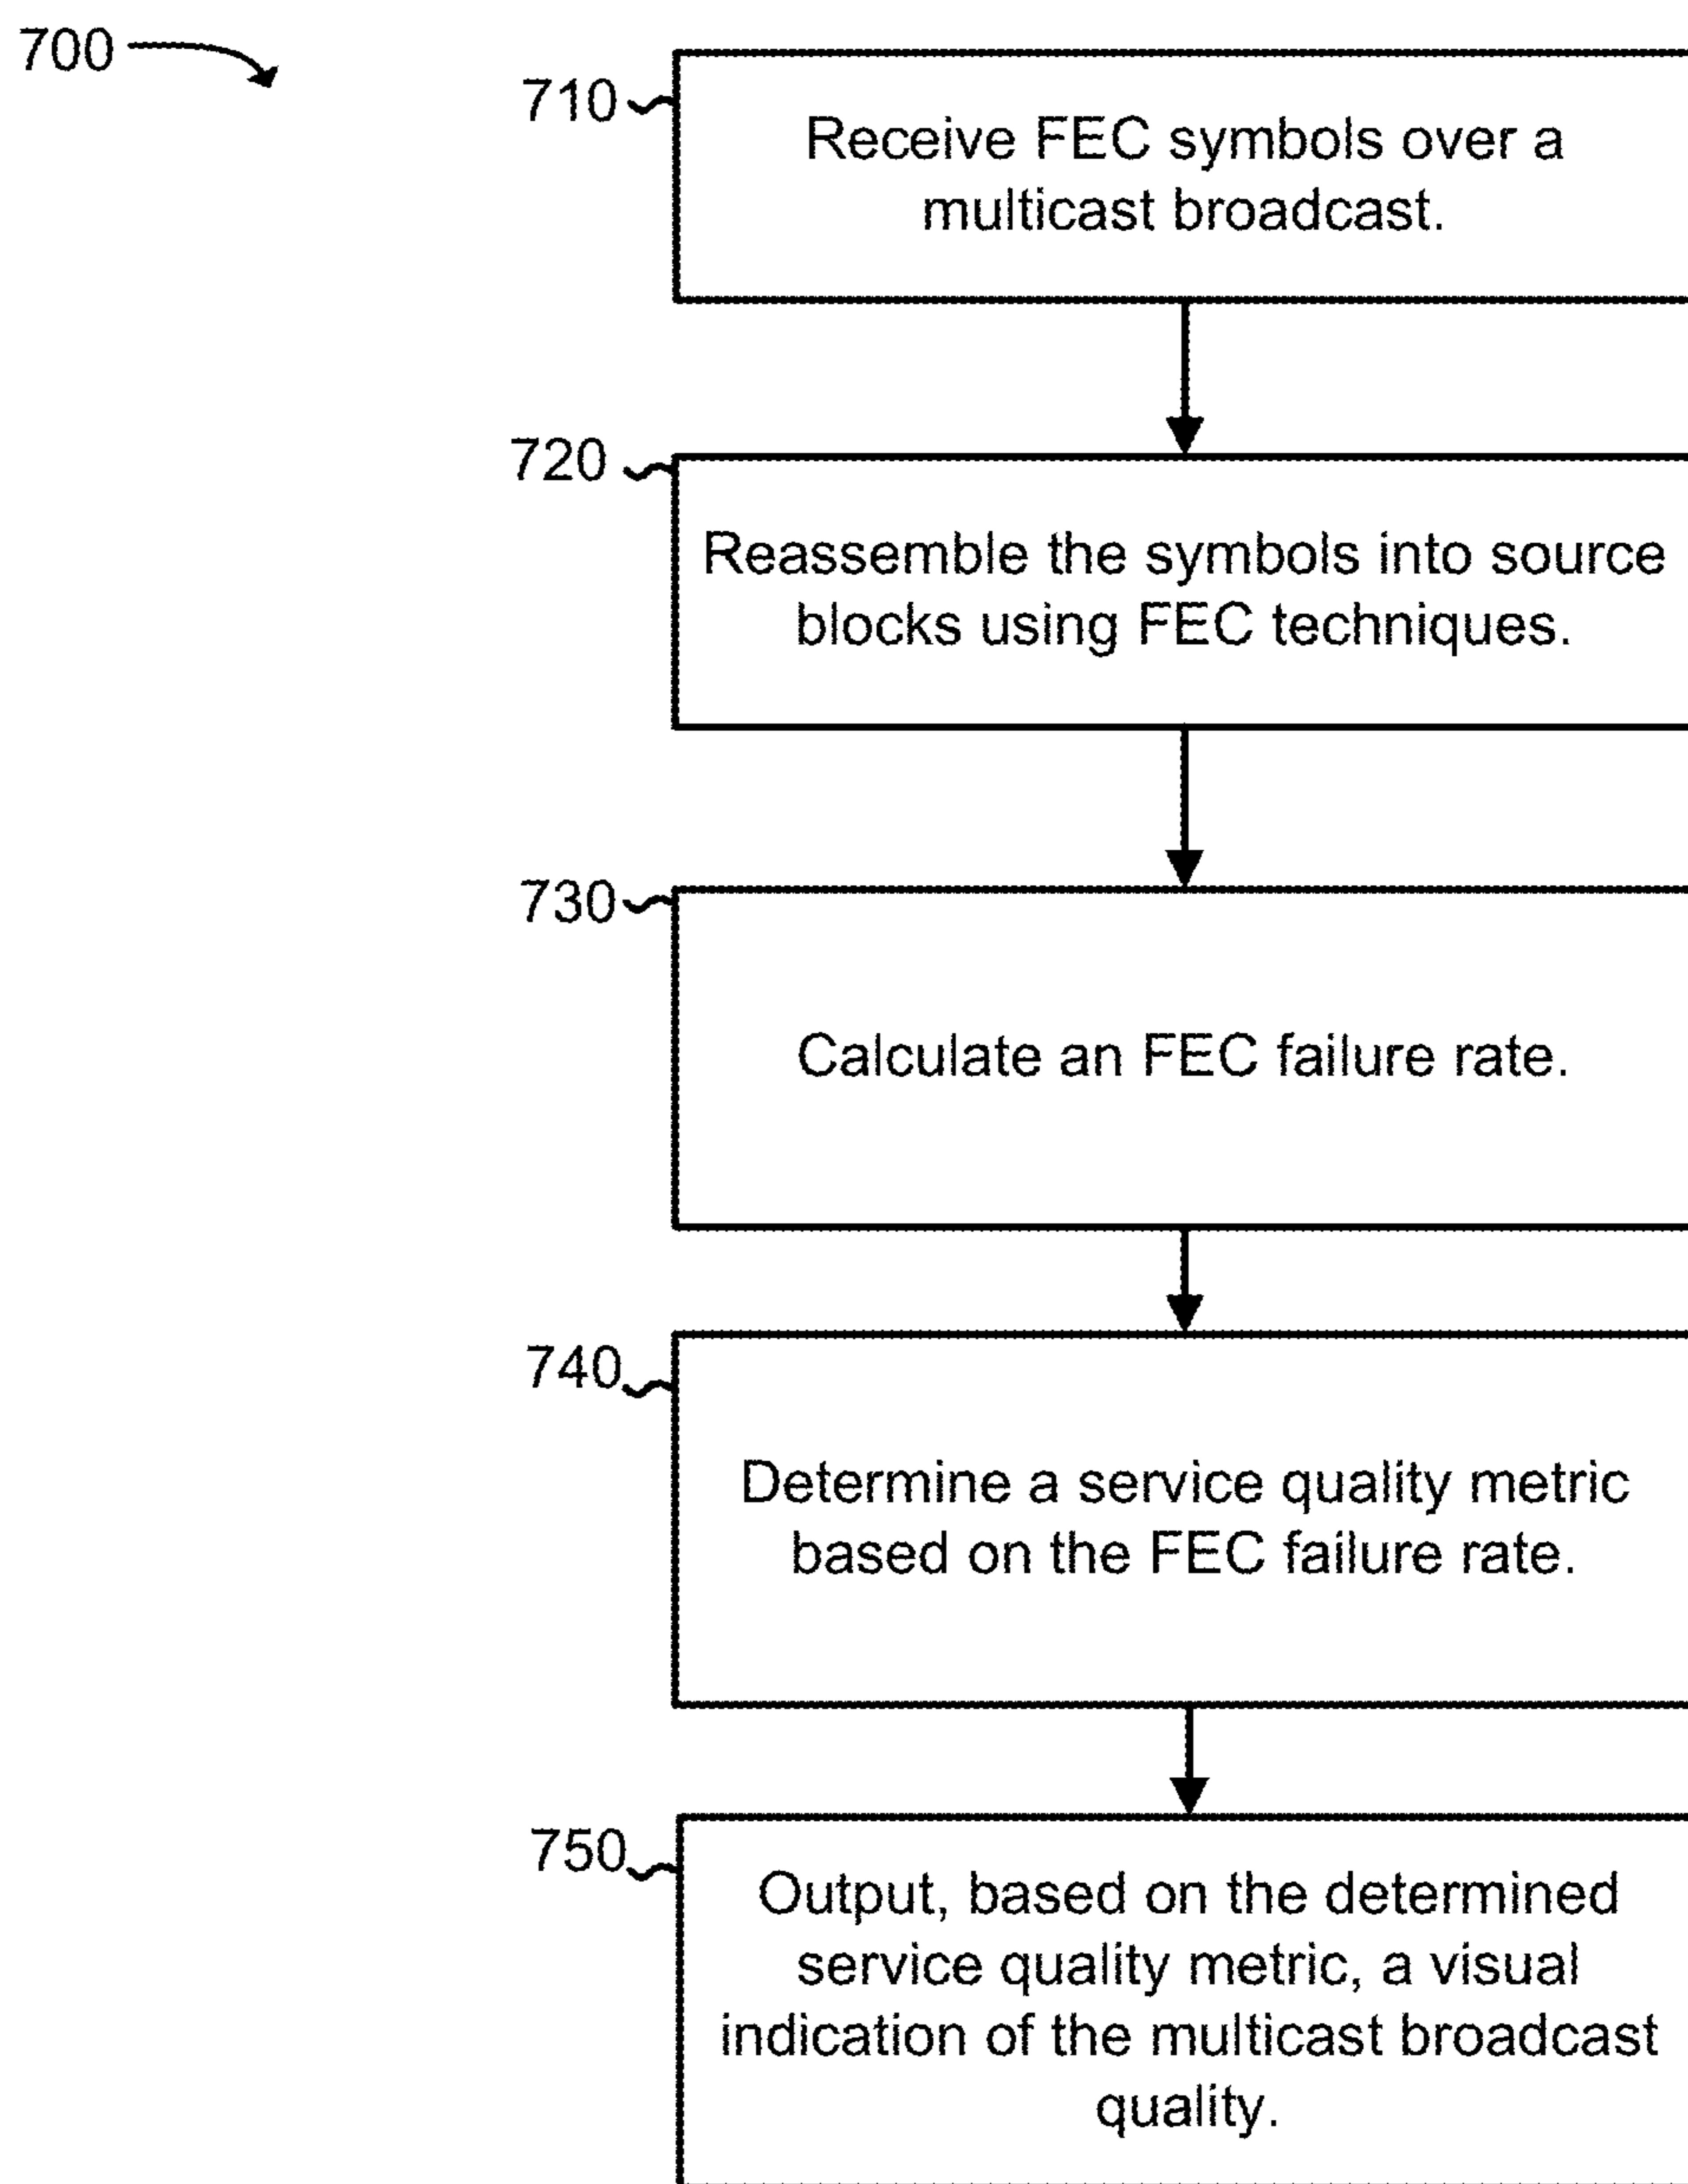 700
710
Receive FEC symbols over a
multicast broadcast.
720
Reassemble the symbols into source
blocks using FEC techniques.
730
Calculate an FEC failure rate.
740
Determine a service quality metric
based on the FEC failure rate.
750
Output, based on the determined
service quality metric, a visual
indication of the multicast broadcast
quality.